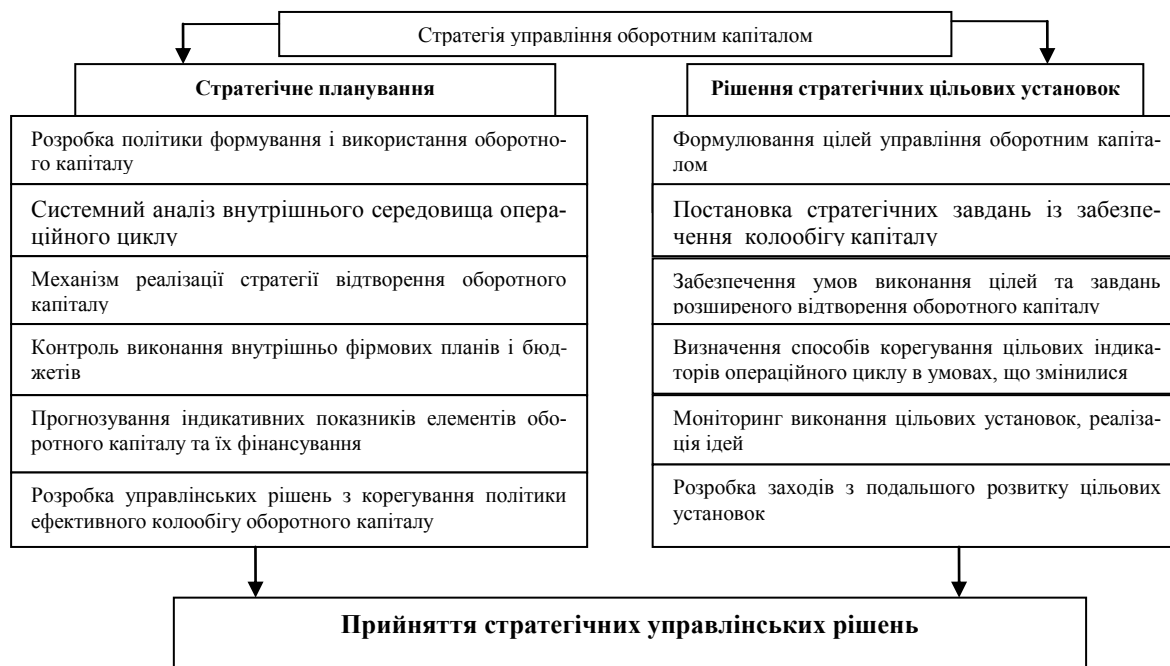 Стратегія управління оборотним капіталом
Стратегічне планування
Розробка політики формування і використання оборотно-
го капіталу
Системний аналіз внутрішнього середовища опера-
ційного циклу
Механізм реалізації стратегії відтворення оборотного
капіталу
Контроль виконання внутрішньо фірмових планів і бюд-
жетів
Прогнозування індикативних показників елементів обо-
ротного капіталу та їх фінансування
Розробка управлінських рішень з корегування політики
ефективного колообігу оборотного капіталу
Рішення стратегічних цільових установок
Формулювання цілей управління оборотним капіта-
лом
Постановка стратегічних завдань із забезпе-
чення колообігу капіталу
Забезпечення умов виконання цілей та завдань
розширеного відтворення оборотного капіталу
Визначення способів корегування цільових індика-
торів операційного циклу в умовах, що змінилися
Моніторинг виконання цільових установок, реаліза-
ція ідей
Розробка заходів з подальшого розвитку цільових
установок
Прийняття стратегічних управлінських рішень